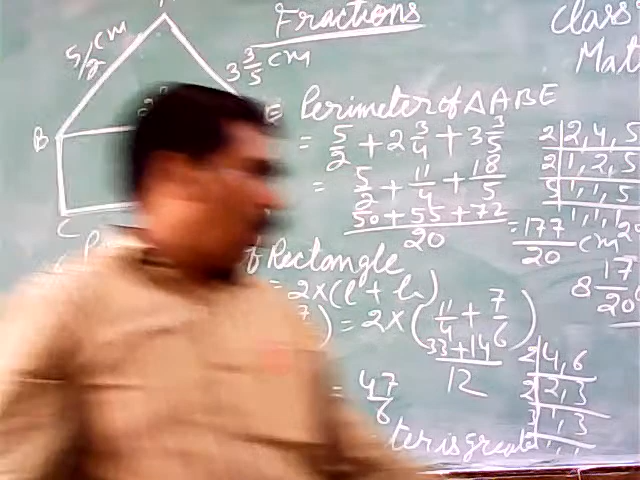 Fractions
Class
Mat
5/2 cm
3 3/5 cm
B
C
E Perimeter of △ABE
= 5/2 + 2 3/4 + 3 3/5
= 5/2 + 11/4 + 18/5
50 + 55 + 72 / 20 = 177/20 cm
8 17/20
2 | 2, 4, 5
2 | 1, 2, 5
5 | 1, 1, 5
1, 1, 1
of Rectangle
= 2×(l + b)
) = 2×(11/4 + 7/6)
33+14 / 12
= 47/6
2 | 4, 6
2 | 2, 3
3 | 1, 3
1, 1
ter is greate